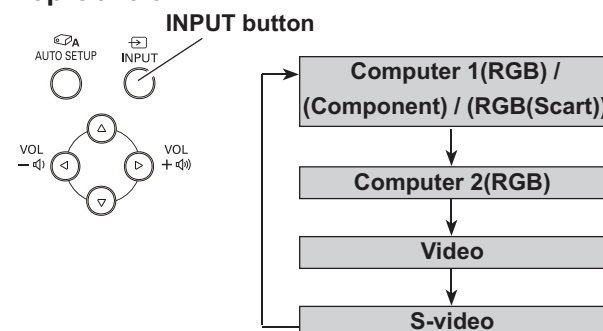 INPUT button
A
AUTO SETUP
INPUT
VOL
–
VOL
+
Computer 1(RGB) /
(Component) / (RGB(Scart))
Computer 2(RGB)
Video
S-video